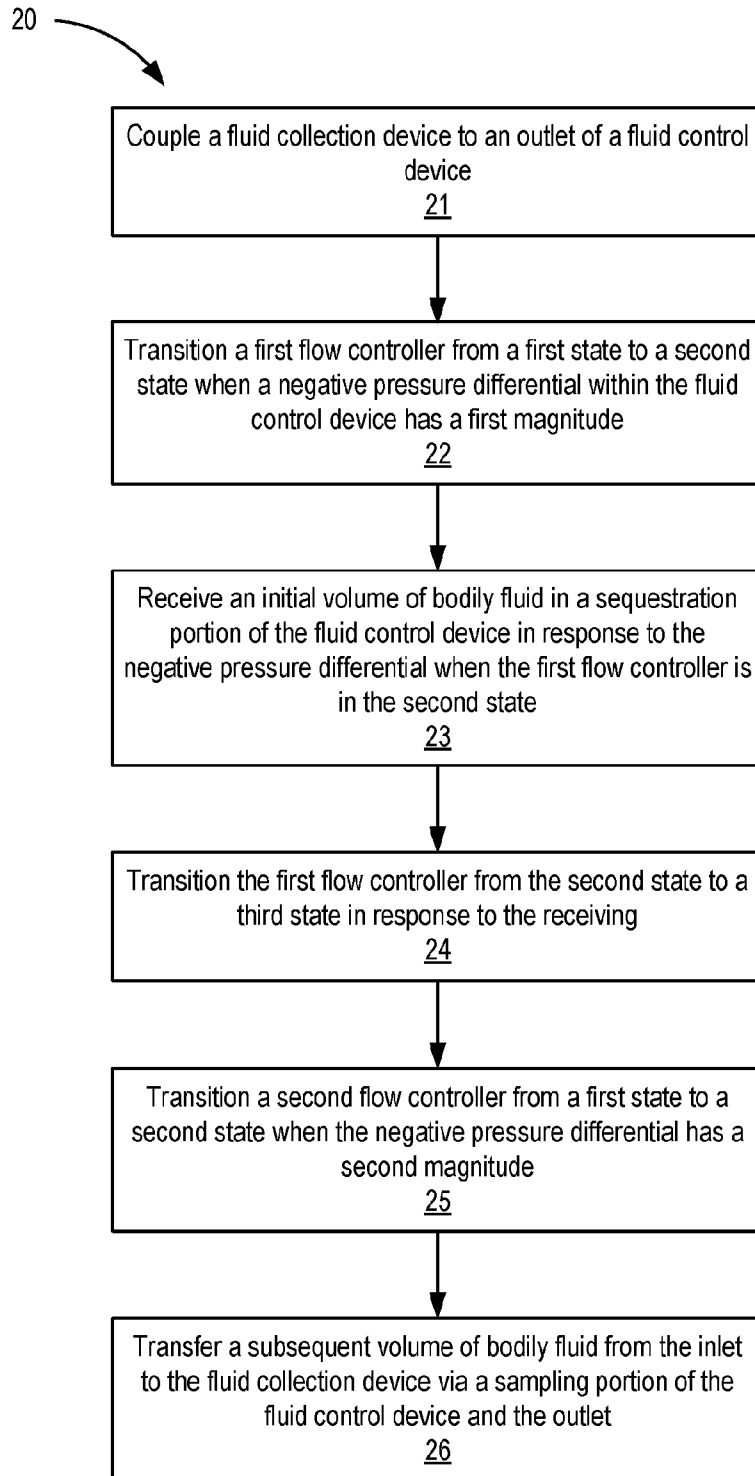 20
Couple a fluid collection device to an outlet of a fluid control
device
21
Transition a first flow controller from a first state to a second
state when a negative pressure differential within the fluid
control device has a first magnitude
22
Receive an initial volume of bodily fluid in a sequestration
portion of the fluid control device in response to the
negative pressure differential when the first flow controller is
in the second state
23
Transition the first flow controller from the second state to a
third state in response to the receiving
24
Transition a second flow controller from a first state to a
second state when the negative pressure differential has a
second magnitude
25
Transfer a subsequent volume of bodily fluid from the inlet
to the fluid collection device via a sampling portion of the
fluid control device and the outlet
26